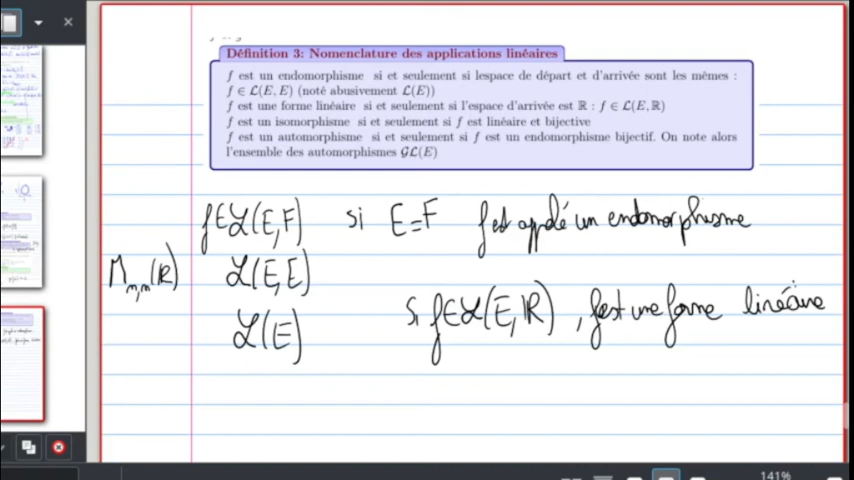 Définition 3: Nomenclature des applications linéaires
f est un endomorphisme si et seulement si lespace de départ et d'arrivée sont les mêmes :
f ∈ ℒ(E, E) (noté abusivement ℒ(E))
f est une forme linéaire si et seulement si l'espace d'arrivée est ℝ : f ∈ ℒ(E, ℝ)
f est un isomorphisme si et seulement si f est linéaire et bijective
f est un automorphisme si et seulement si f est un endomorphisme bijectif. On note alors
l'ensemble des automorphismes 𝒢ℒ(E)
f∈ℒ(E,F) si E=F f est appelé un endomorphisme
M n,n (ℝ) ℒ(E,E)
ℒ(E) si f∈ℒ(E,ℝ), f est une forme linéaire
141%